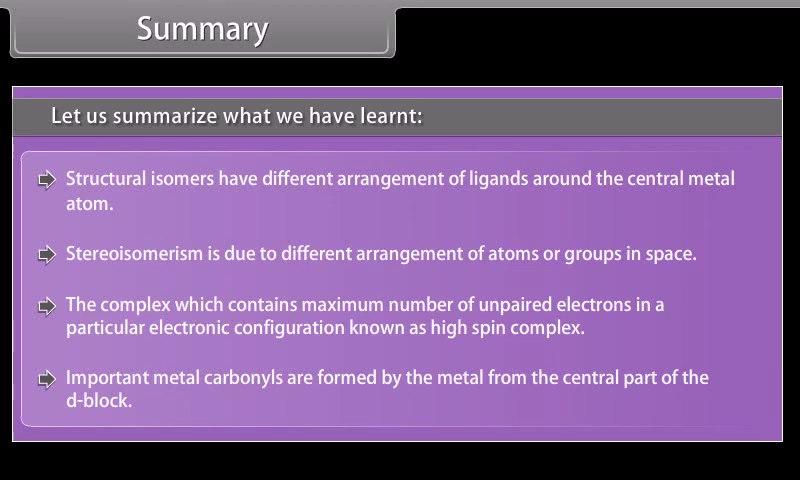 Summary
Let us summarize what we have learnt:
Structural isomers have different arrangement of ligands around the central metal
atom.
Stereoisomerism is due to different arrangement of atoms or groups in space.
The complex which contains maximum number of unpaired electrons in a
particular electronic configuration known as high spin complex.
Important metal carbonyls are formed by the metal from the central part of the
d-block.